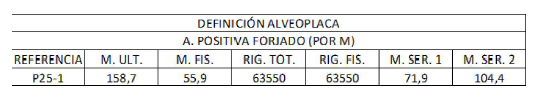 DEFINICIÓN ALVEOPLACA
A. POSITIVA FORJADO (POR M)
REFERENCIA M. ULT. M. FIS. RIG. TOT. RIG. FIS. M. SER. 1 M. SER. 2
P25-1 158,7 55,9 63550 63550 71,9 104,4